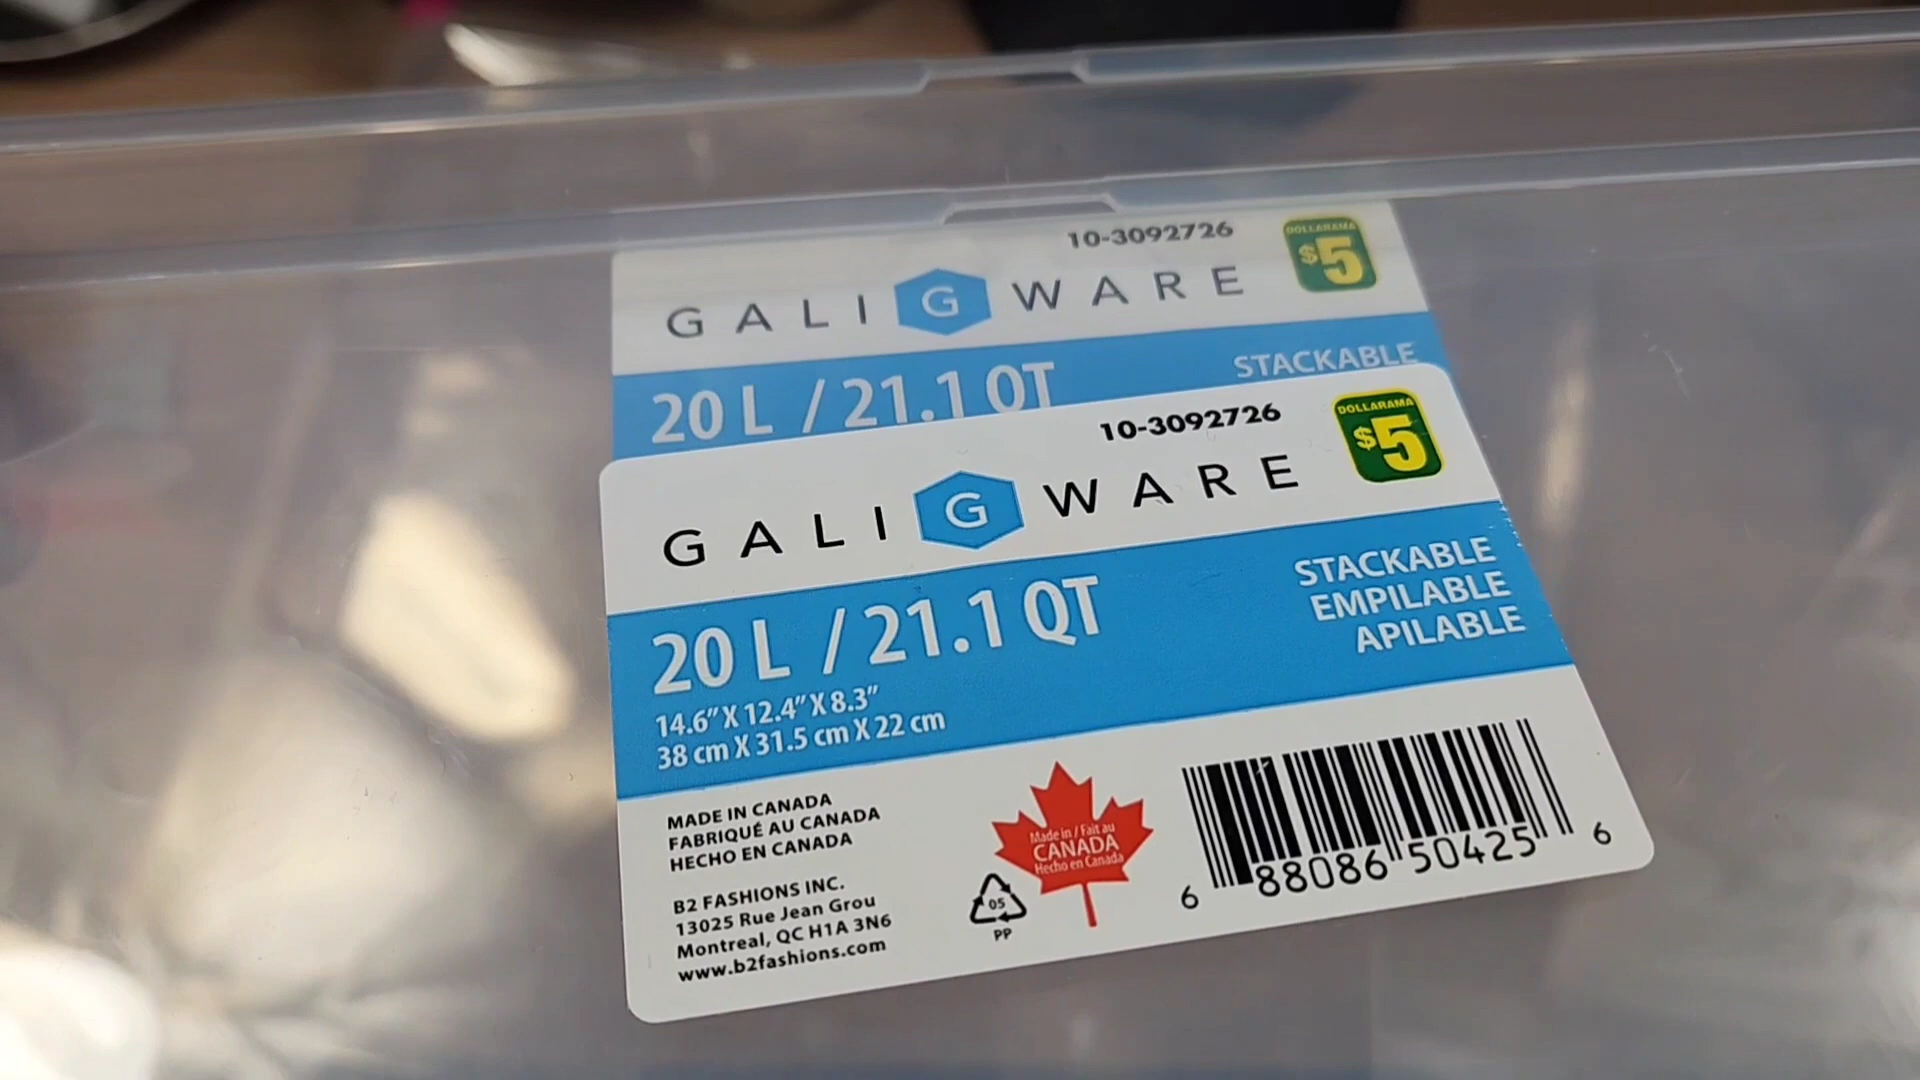 10-3092726
DOLLARAMA
$5
GALI G WARE
20 L / 21.1 QT
STACKABLE
10-3092726
DOLLARAMA
$5
GALI G WARE
20 L / 21.1 QT
14.6” X 12.4” X 8.3”
38 cm X 31.5 cm X 22 cm
STACKABLE
EMPILABLE
APILABLE
MADE IN CANADA
FABRIQUÉ AU CANADA
HECHO EN CANADA
B2 FASHIONS INC.
13025 Rue Jean Grou
Montreal, QC H1A 3N6
www.b2fashions.com
05
PP
Made in / Fait au
CANADA
Hecho en Canada
6 88086 50425 6